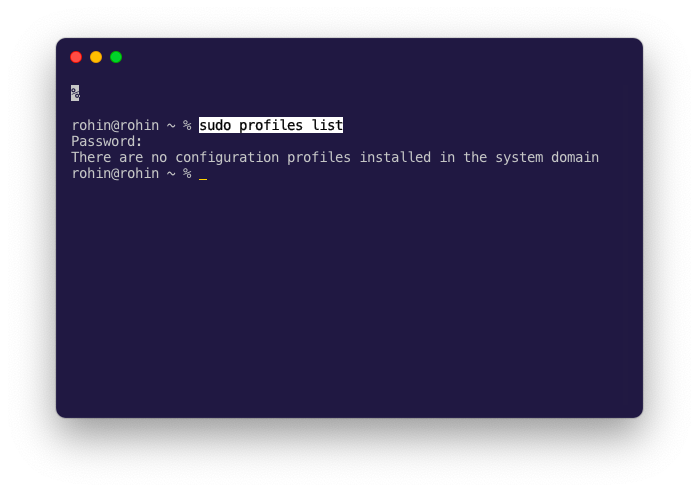 %
rohin@rohin ~ % sudo profiles list
Password:
There are no configuration profiles installed in the system domain
rohin@rohin ~ % _